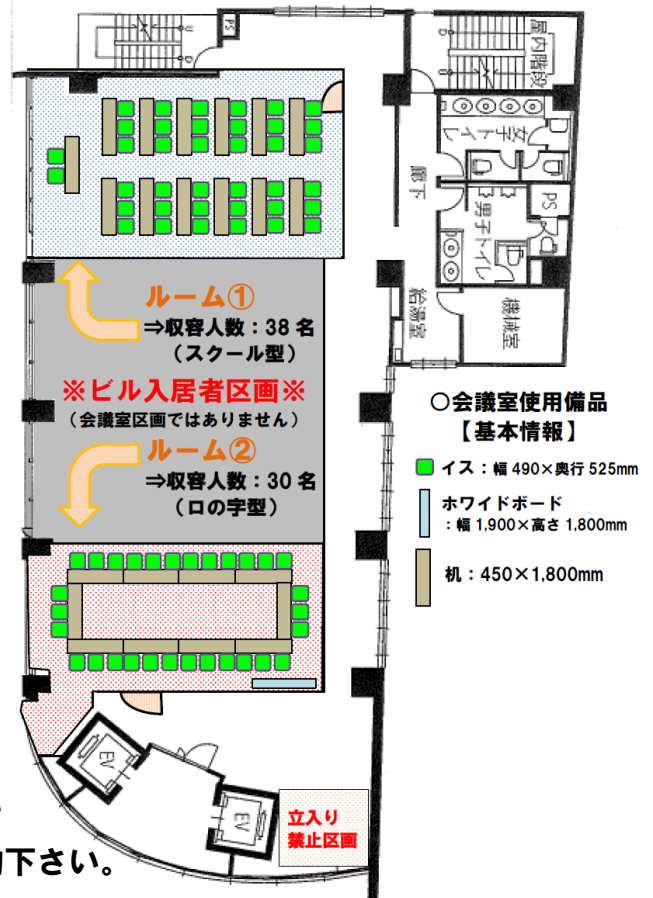 U
D
PS
U
D
屋内階段
女子トイレ
廊下
PS
男子トイレ
給湯室
機械室
ルーム①
⇒収容人数：38 名
（スクール型）
※ビル入居者区画※
（会議室区画ではありません）
ルーム②
⇒収容人数：30 名
（ロの字型）
○会議室使用備品
【基本情報】
イス：幅 490×奥行 525mm
ホワイドボード
：幅 1,900×高さ 1,800mm
机：450×1,800mm
EV
EV
立入り
禁止区画
下さい。